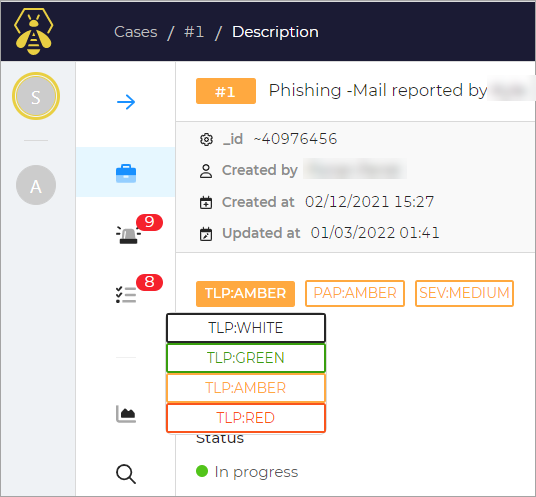 Cases / #1 / Description
S
#1 Phishing -Mail reported by
_id ~40976456
A
Created by
Created at 02/12/2021 15:27
9
Updated at 01/03/2022 01:41
8
TLP:AMBER PAP:AMBER SEV:MEDIUM
TLP:WHITE
TLP:GREEN
TLP:AMBER
TLP:RED
Status
In progress